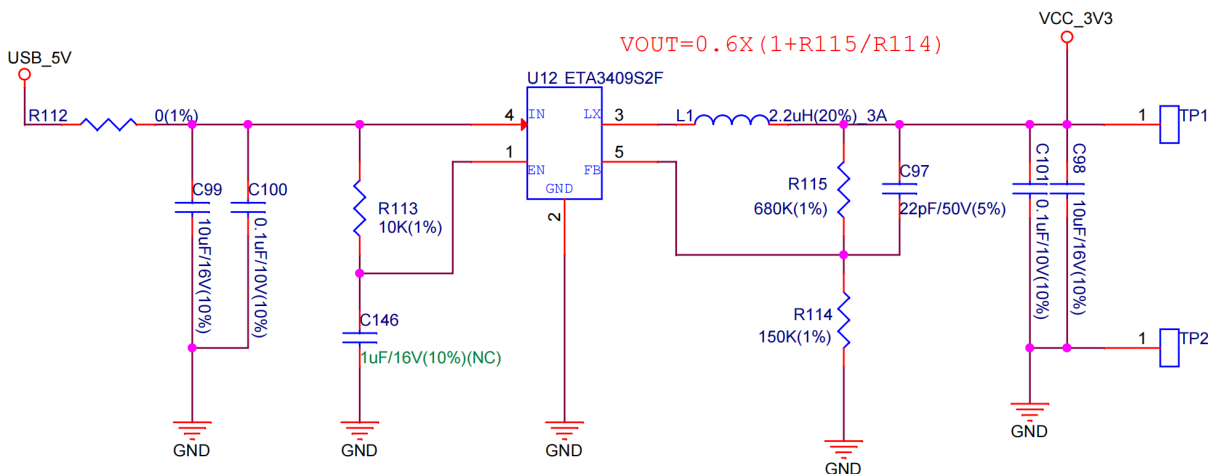 VCC_3V3
VOUT=0.6X(1+R115/R114)
USB_5V
U12 ETA3409S2F
R112
0(1%)
4
IN
LX
3
L1
2.2uH(20%)_3A
1
TP1
1
EN
FB
5
GND
2
C99
10uF/16V(10%)
C100
0.1uF/10V(10%)
R113
10K(1%)
R115
680K(1%)
C97
22pF/50V(5%)
C101
0.1uF/10V(10%)
C98
10uF/16V(10%)
C146
1uF/16V(10%)(NC)
R114
150K(1%)
1
TP2
GND
GND
GND
GND
GND